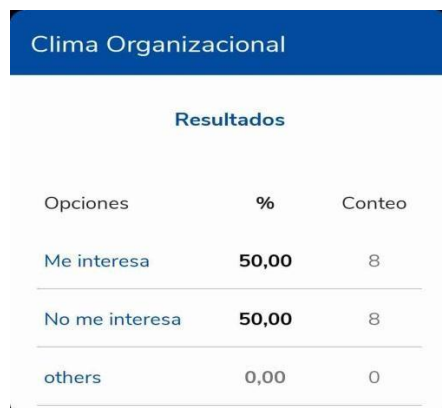 Clima Organizacional
Resultados
Opciones % Conteo
Me interesa 50,00 8
No me interesa 50,00 8
others 0,00 0